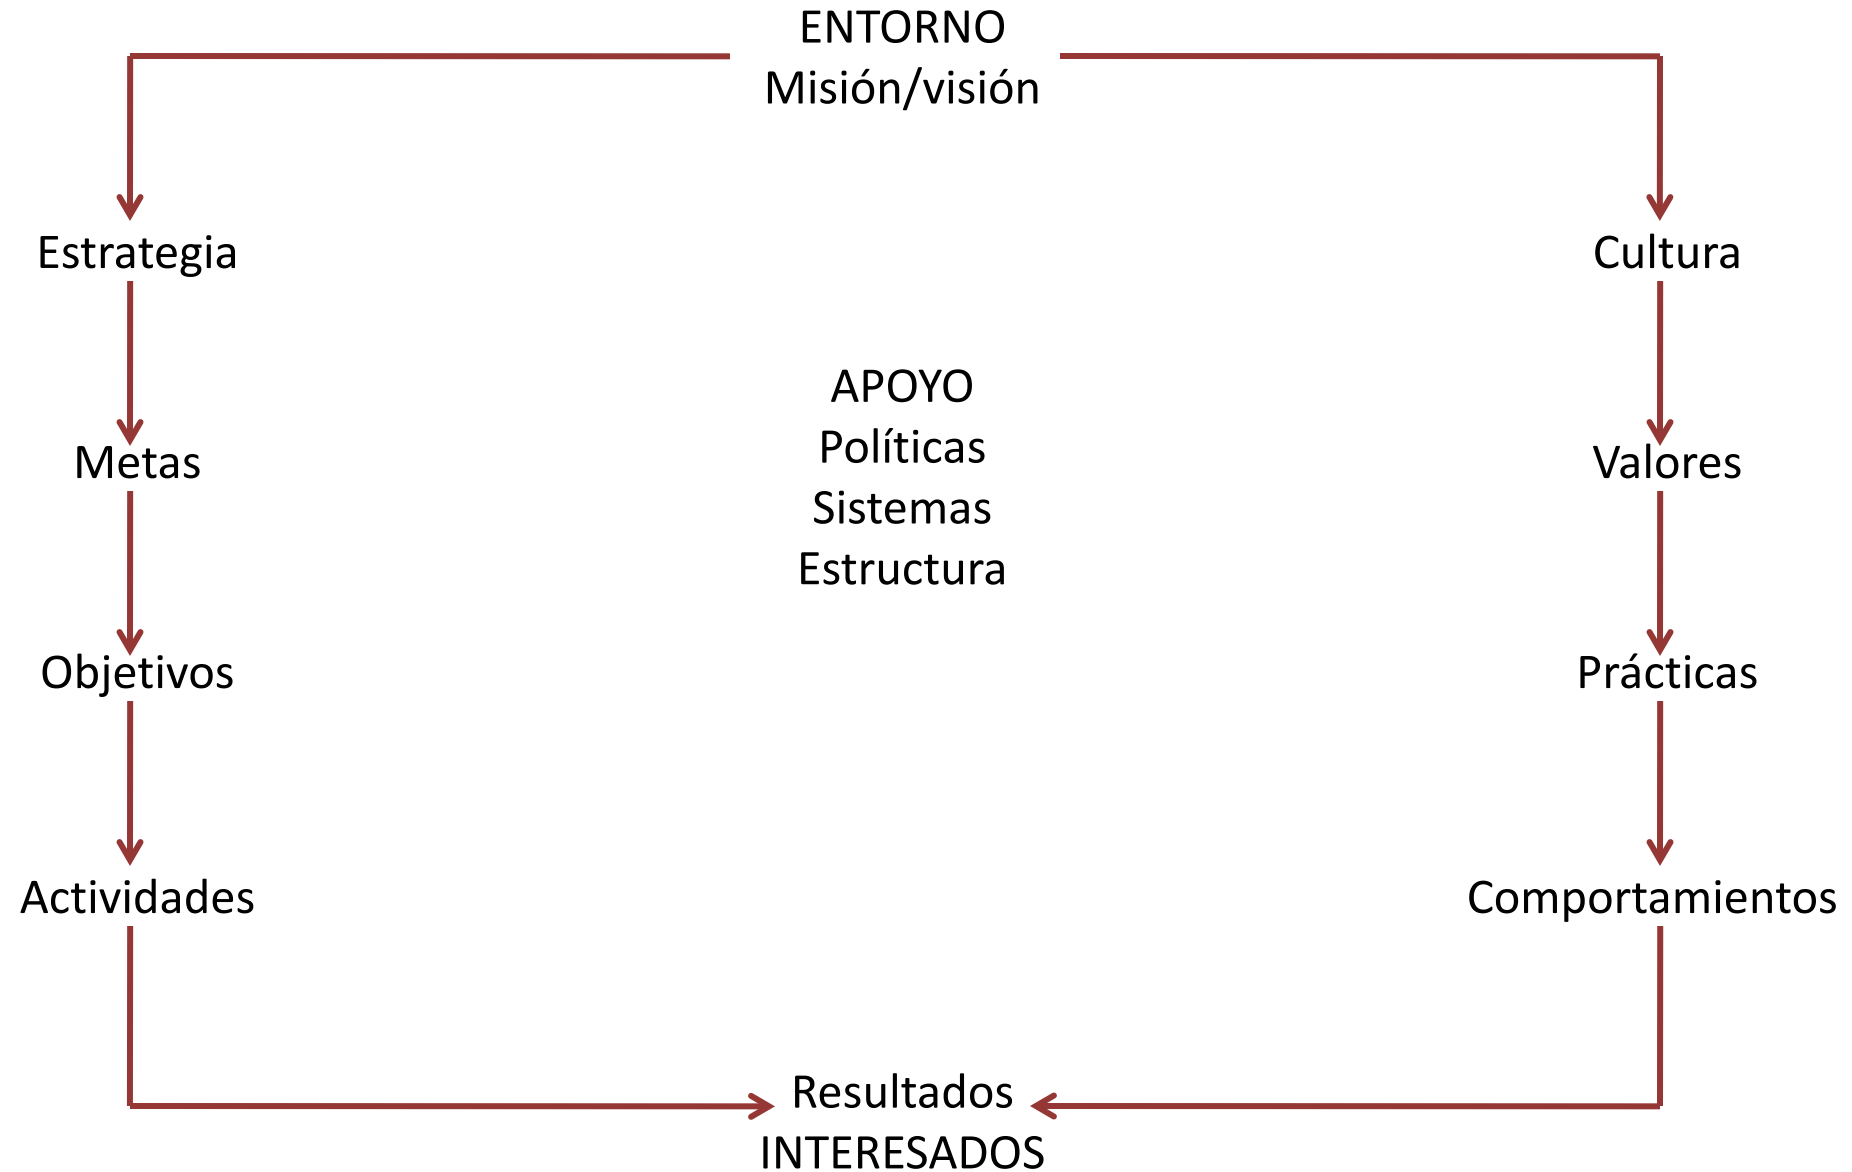 ENTORNO
Misión/visión
Estrategia
Cultura
APOYO
Políticas
Sistemas
Estructura
Metas
Valores
Objetivos
Prácticas
Actividades
Comportamientos
Resultados
INTERESADOS